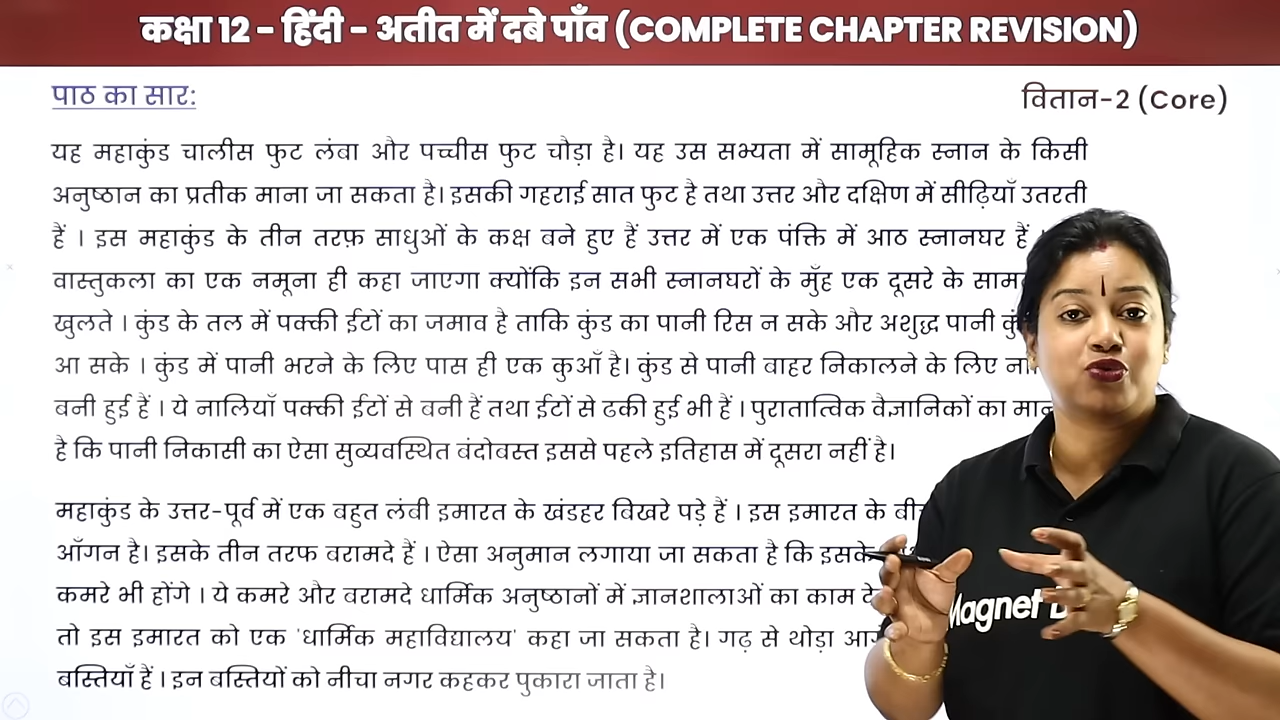 कक्षा 12 - हिंदी - अतीत में दबे पाँव (COMPLETE CHAPTER REVISION)
पाठ का सार:
वितान-2 (Core)
यह महाकुंड चालीस फुट लंबा और पच्चीस फुट चौड़ा है। यह उस सभ्यता में सामूहिक स्नान के किसी
अनुष्ठान का प्रतीक माना जा सकता है। इसकी गहराई सात फुट है तथा उत्तर और दक्षिण में सीढ़ियाँ उतरती
हैं । इस महाकुंड के तीन तरफ़ साधुओं के कक्ष बने हुए हैं उत्तर में एक पंक्ति में आठ स्नानघर हैं
वास्तुकला का एक नमूना ही कहा जाएगा क्योंकि इन सभी स्नानघरों के मुँह एक दूसरे के
खुलते । कुंड के तल में पक्की ईटों का जमाव है ताकि कुंड का पानी रिस न सके और अशुद्ध पानी
आ सके । कुंड में पानी भरने के लिए पास ही एक कुआँ है। कुंड से पानी बाहर निकालने के लिए
बनी हुई हैं । ये नालियाँ पक्की ईटों से बनी हैं तथा ईटों से ढकी हुई भी हैं । पुरातात्विक वैज्ञानिकों का
है कि पानी निकासी का ऐसा सुव्यवस्थित बंदोबस्त इससे पहले इतिहास में दूसरा नहीं है।
महाकुंड के उत्तर-पूर्व में एक बहुत लंबी इमारत के खंडहर बिखरे पड़े हैं । इस इमारत के
आँगन है। इसके तीन तरफ बरामदे हैं । ऐसा अनुमान लगाया जा सकता है कि इसके
कमरे भी होंगे । ये कमरे और बरामदे धार्मिक अनुष्ठानों में ज्ञानशालाओं का काम
तो इस इमारत को एक 'धार्मिक महाविद्यालय' कहा जा सकता है। गढ़ से थोड़ा
बस्तियाँ हैं । इन बस्तियों को नीचा नगर कहकर पुकारा जाता है।
Magnet